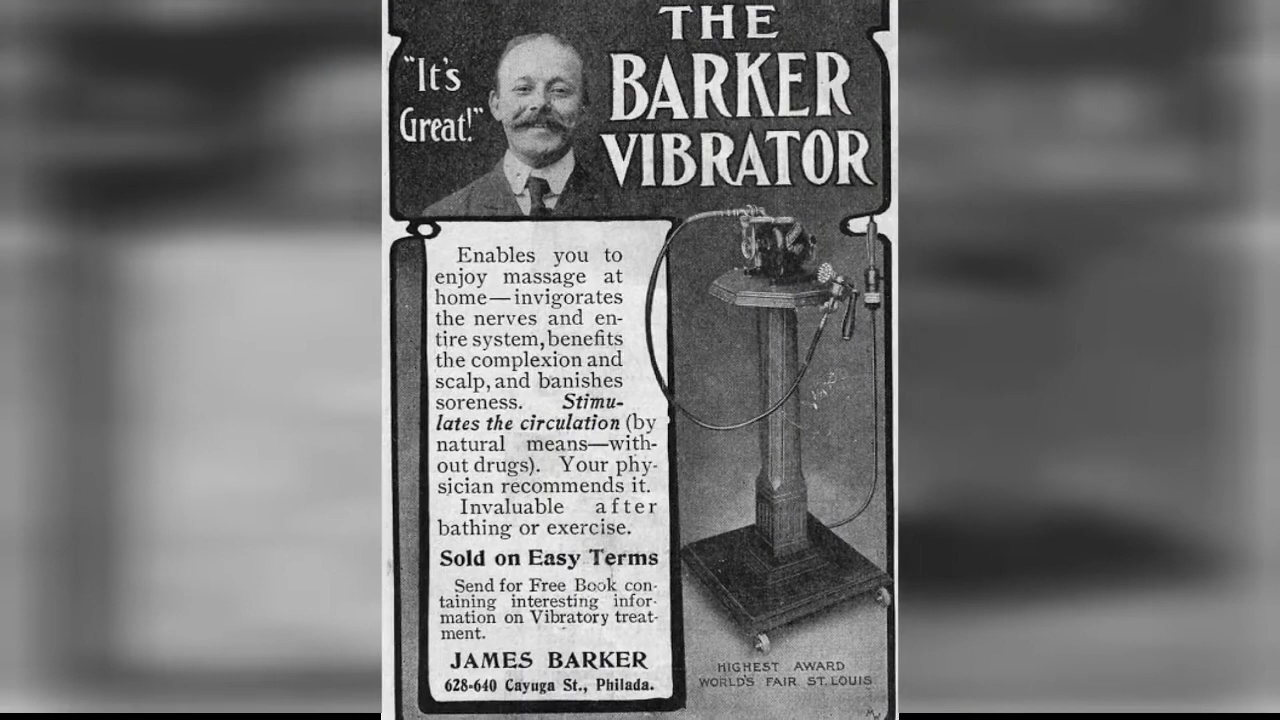 "It's
Great!"
THE
BARKER
VIBRATOR
Enables you to
enjoy massage at
home—invigorates
the nerves and en-
tire system, benefits
the complexion and
scalp, and banishes
soreness. Stimu-
lates the circulation (by
natural means—with-
out drugs). Your phy-
sician recommends it.
Invaluable after
bathing or exercise.
Sold on Easy Terms
Send for Free Book con-
taining interesting infor-
mation on Vibratory treat-
ment.
JAMES BARKER
628-640 Cayuga St., Philada.
HIGHEST AWARD
WORLD'S FAIR ST. LOUIS